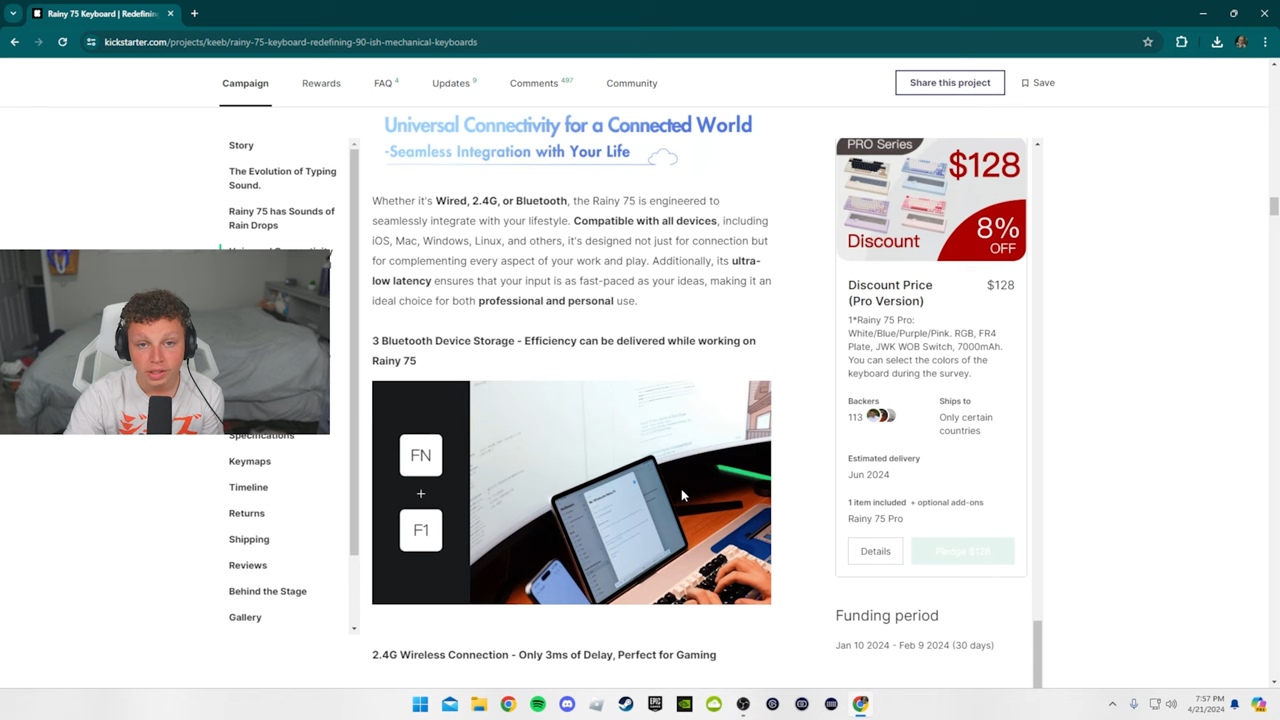 Rainy 75 Keyboard | Redefinin
kickstarter.com/projects/keeb/rainy-75-keyboard-redefining-90-ish-mechanical-keyboards
Campaign
Rewards
FAQ 4
Updates 9
Comments 497
Community
Share this project
Save
Story
The Evolution of Typing
Sound.
Rainy 75 has Sounds of
Rain Drops
Specifications
Keymaps
Timeline
Returns
Shipping
Reviews
Behind the Stage
Gallery
Universal Connectivity for a Connected World
-Seamless Integration with Your Life
Whether it's Wired, 2.4G, or Bluetooth, the Rainy 75 is engineered to
seamlessly integrate with your lifestyle. Compatible with all devices, including
iOS, Mac, Windows, Linux, and others, it's designed not just for connection but
for complementing every aspect of your work and play. Additionally, its ultra-
low latency ensures that your input is as fast-paced as your ideas, making it an
ideal choice for both professional and personal use.
3 Bluetooth Device Storage - Efficiency can be delivered while working on
Rainy 75
FN
+
F1
2.4G Wireless Connection - Only 3ms of Delay, Perfect for Gaming
PRO Series
$128
Discount
8%
OFF
Discount Price $128
(Pro Version)
1*Rainy 75 Pro:
White/Blue/Purple/Pink. RGB, FR4
Plate, JWK WOB Switch, 7000mAh.
You can select the colors of the
keyboard during the survey.
Backers
113
Ships to
Only certain
countries
Estimated delivery
Jun 2024
1 item included + optional add-ons
Rainy 75 Pro
Details
Pledge $128
Funding period
Jan 10 2024 - Feb 9 2024 (30 days)
7:57 PM
4/21/2024